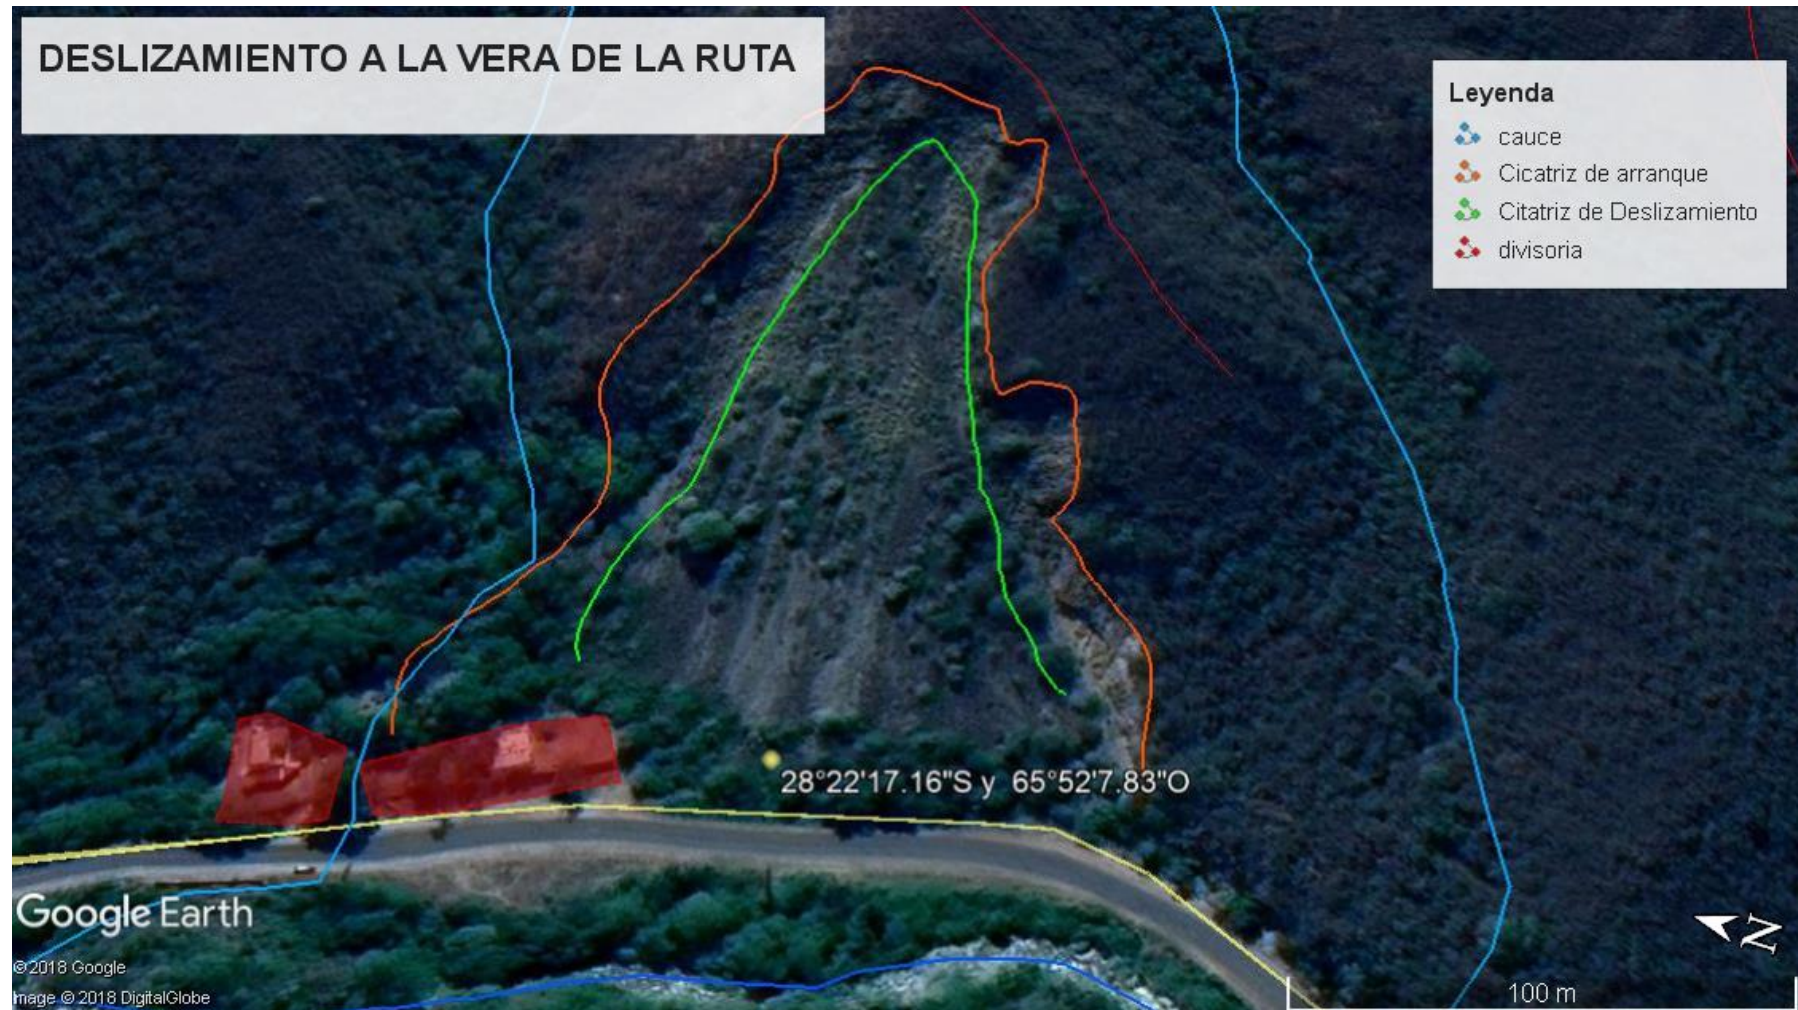 DESLIZAMIENTO A LA VERA DE LA RUTA
Leyenda
cauce
Cicatriz de arranque
Citatriz de Deslizamiento
divisoria
28°22'17.16"S y 65°52'7.83"O
Google Earth
©2018 Google
mage © 2018 DigitalGlobe
N
100 m